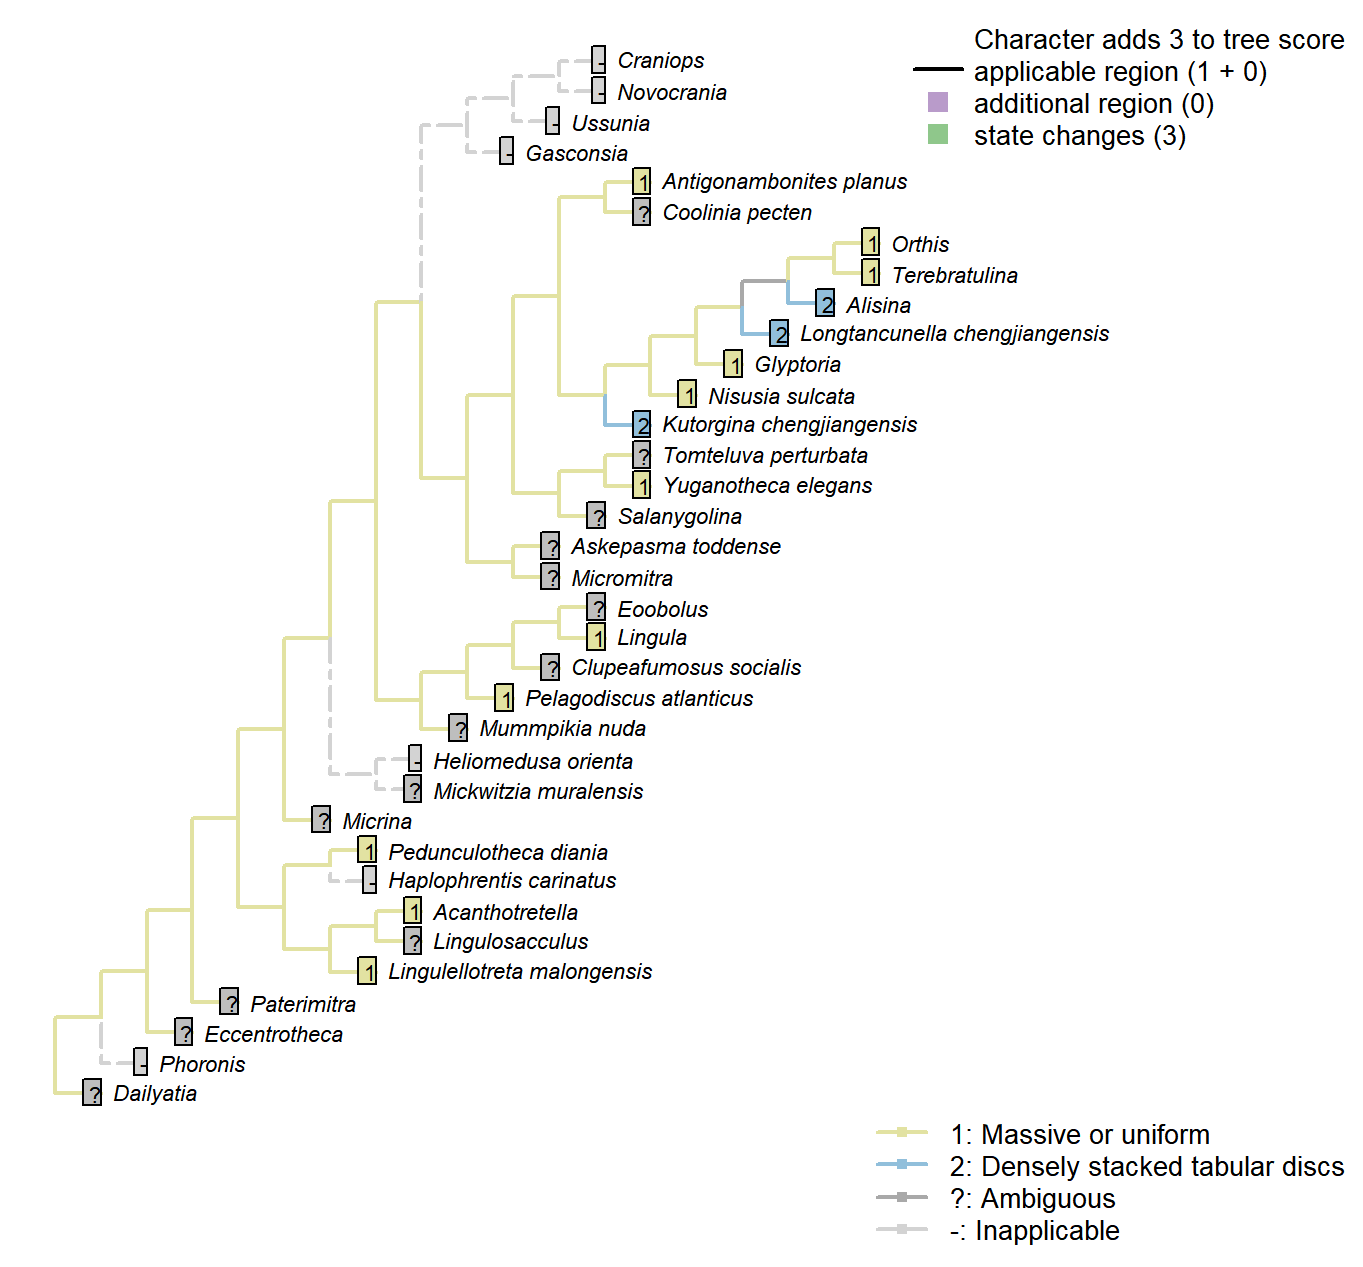 Character adds 3 to tree score
applicable region (1 + 0)
additional region (0)
state changes (3)
- Craniops
- Novocrania
- Ussunia
- Gasconsia
1 Antigonambonites planus
? Coolinia pecten
1 Orthis
1 Terebratulina
2 Alisina
2 Longtancunella chengjiangensis
1 Glyptoria
1 Nisusia sulcata
2 Kutorgina chengjiangensis
? Tomteluva perturbata
1 Yuganotheca elegans
? Salanygolina
? Askepasma toddense
? Micromitra
? Eoobolus
1 Lingula
? Clupeafumosus socialis
1 Pelagodiscus atlanticus
? Mummpikia nuda
- Heliomedusa orienta
? Mickwitzia muralensis
? Micrina
1 Pedunculotheca diania
- Haplophrentis carinatus
1 Acanthotretella
? Lingulosacculus
1 Lingulellotreta malongensis
? Paterimitra
? Eccentrotheca
- Phoronis
? Dailyatia
1: Massive or uniform
2: Densely stacked tabular discs
?: Ambiguous
-: Inapplicable